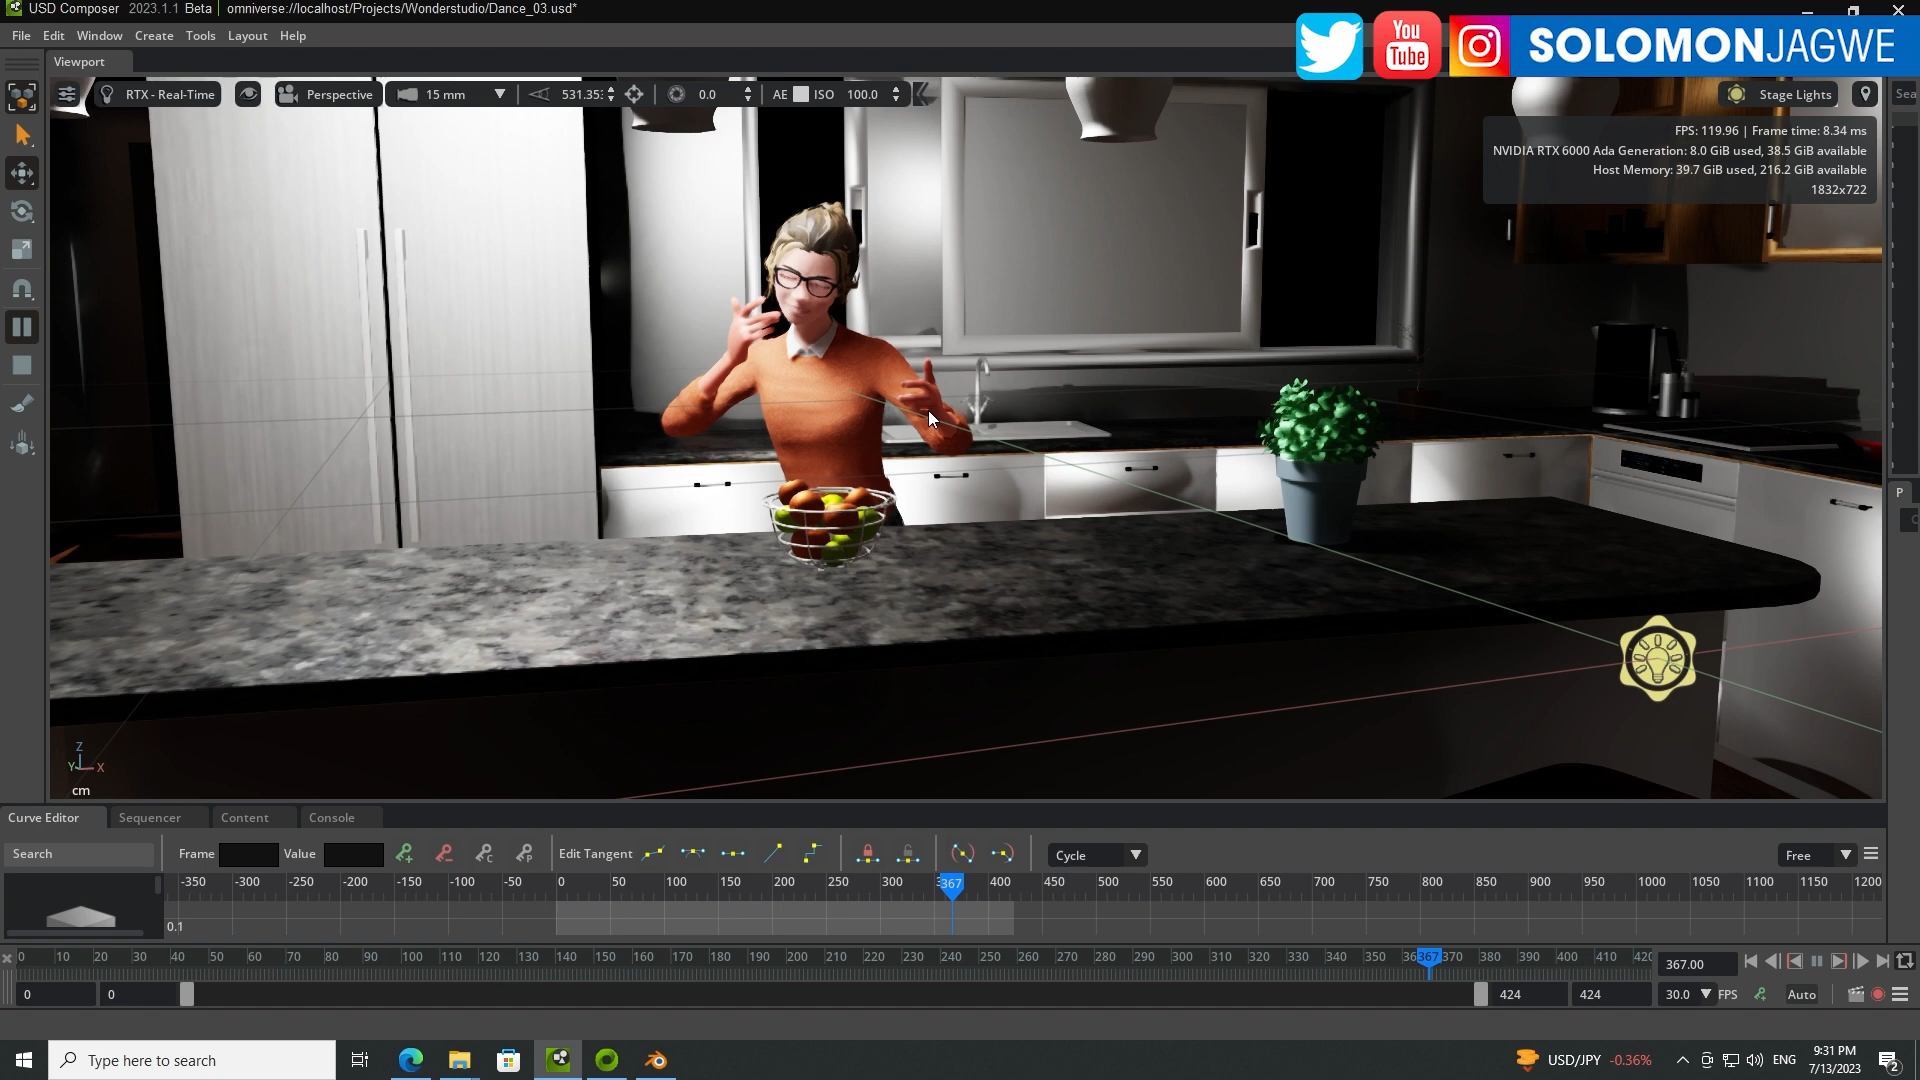 USD Composer 2023.1.1 Beta | omniverse://localhost/Projects/Wonderstudio/Dance_03.usd*
File Edit Window Create Tools Layout Help
You Tube
SOLOMONJAGWE
Viewport
RTX - Real-Time Perspective 15 mm 531.35 0.0 AE ISO 100.0 Stage Lights Sea
FPS: 119.96 | Frame time: 8.34 ms
NVIDIA RTX 6000 Ada Generation: 8.0 GiB used, 38.5 GiB available
Host Memory: 39.7 GiB used, 216.2 GiB available
1832x722
P
Z
Y X
cm
Curve Editor Sequencer Content Console
Search Frame Value Edit Tangent Cycle Free
-350 -300 -250 -200 -150 -100 -50 0 50 100 150 200 250 300 367 400 450 500 550 600 650 700 750 800 850 900 950 1000 1050 1100 1150 1200
0.1
0 10 20 30 40 50 60 70 80 90 100 110 120 130 140 150 160 170 180 190 200 210 220 230 240 250 260 270 280 290 300 310 320 330 340 350 367 370 380 390 400 410 420 367.00
0 0 424 424 30.0 FPS Auto
Type here to search USD/JPY -0.36% ENG 9:31 PM
7/13/2023 2